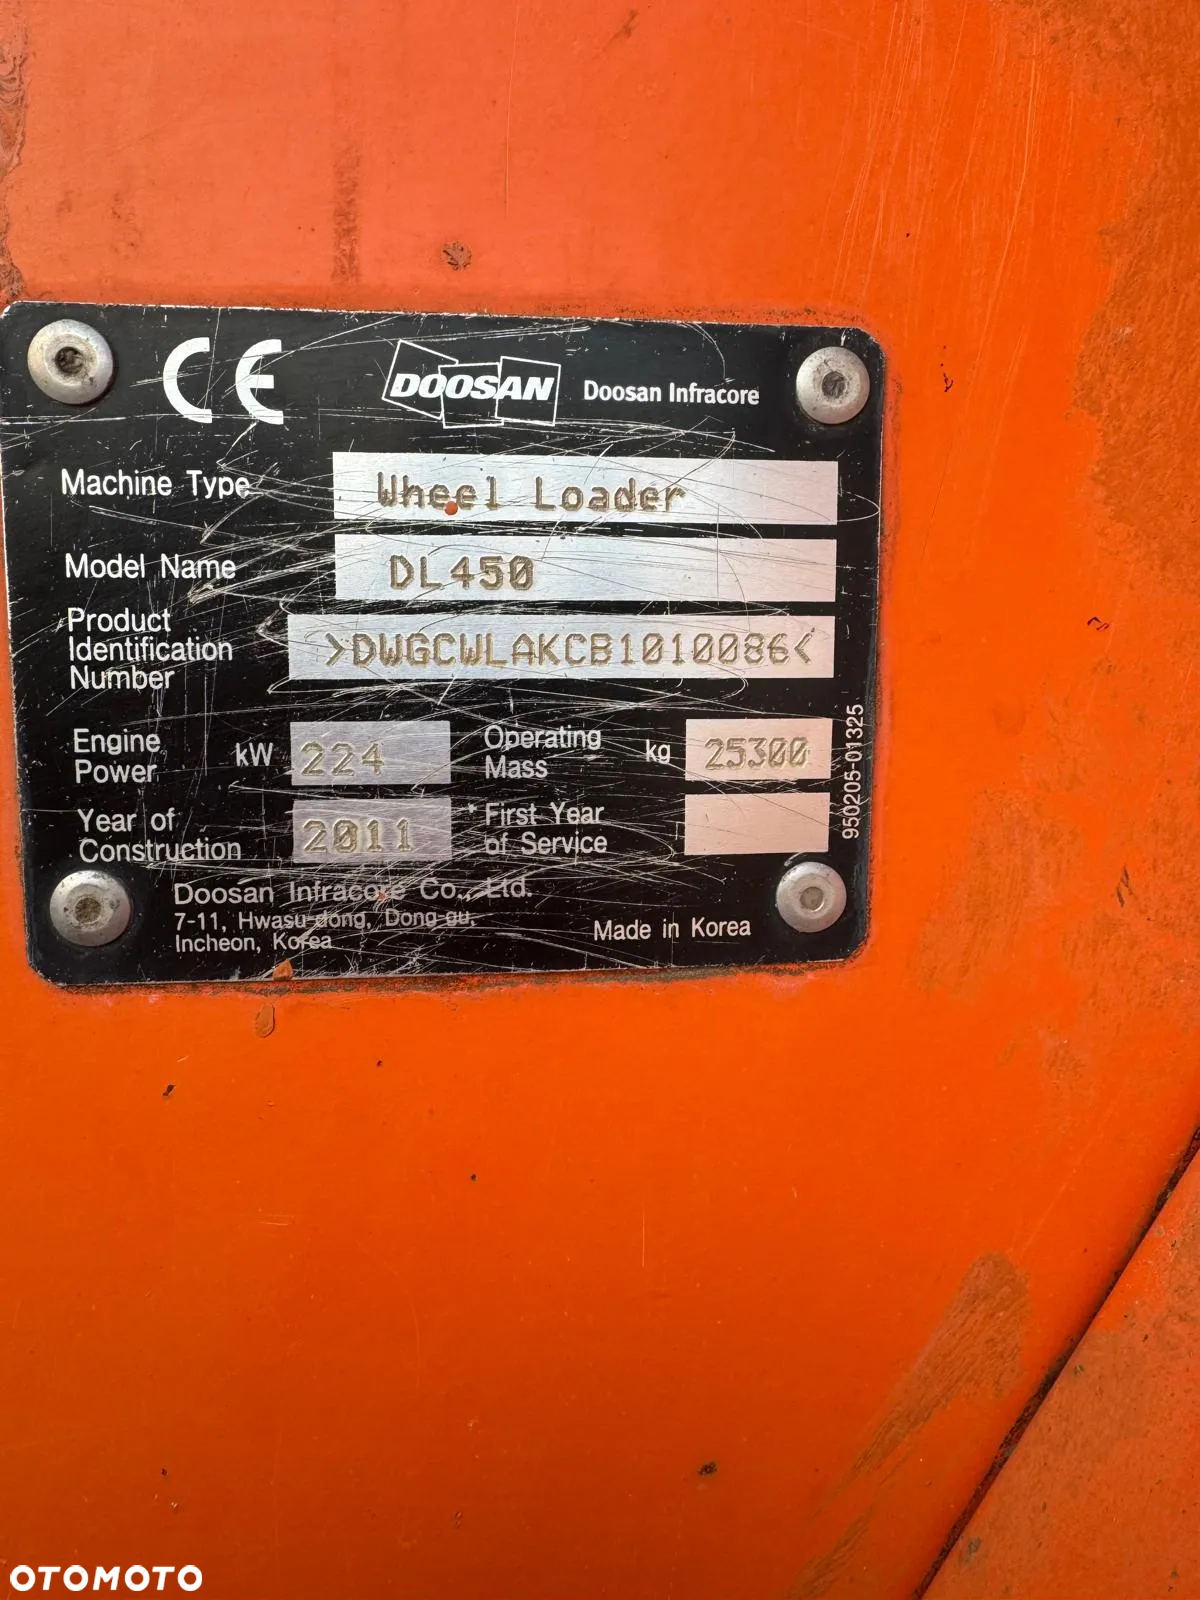 CE DOOSAN Doosan Infracore
Machine Type Wheel Loader
Model Name DL450
Product
Identification
Number
>DWGCWLAKCB1010086<
Engine
Power
kW 224
Operating
Mass
kg 25300
Year of
Construction
2011
* First Year
of Service
950205-01325
Doosan Infracore Co., Ltd.
7-11, Hwasu-dong, Dong-gu,
Incheon, Korea
Made in Korea
OTOMOTO